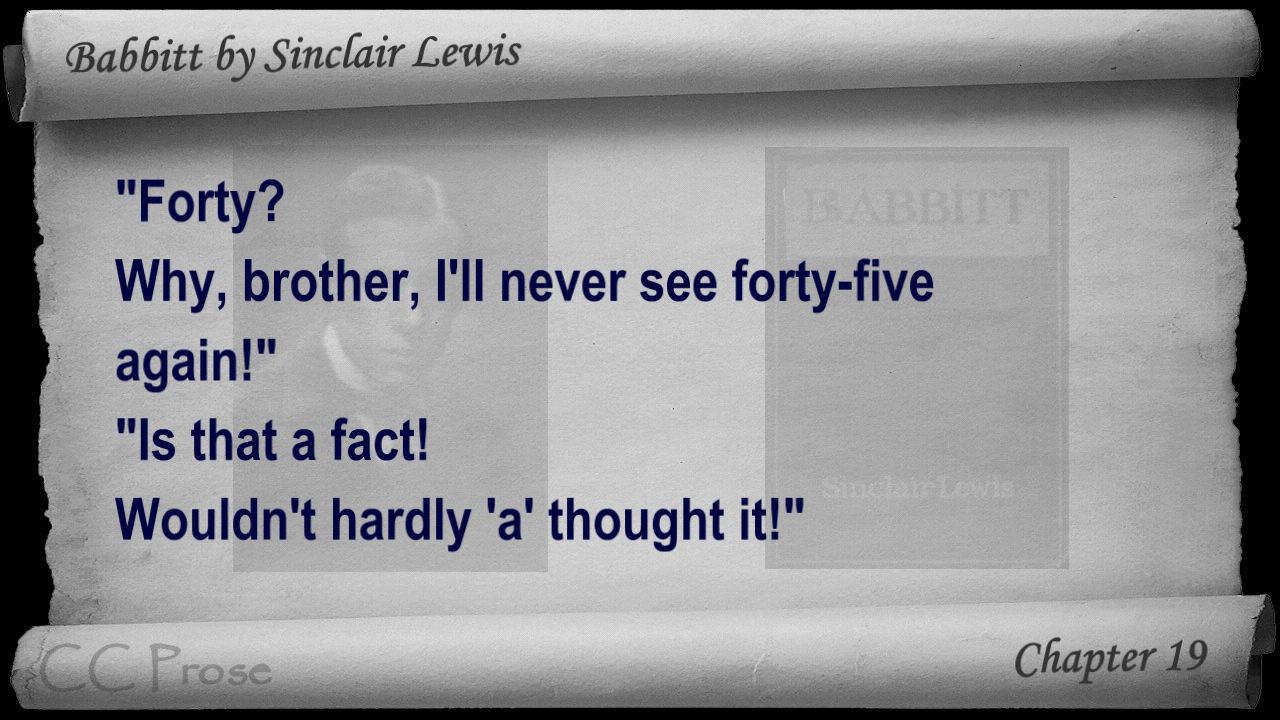 Babbitt by Sinclair Lewis
"Forty?
Why, brother, I'll never see forty-five
again!"
"Is that a fact!
Wouldn't hardly 'a' thought it!"
BABBITT
Sinclair Lewis
CC Prose
Chapter 19